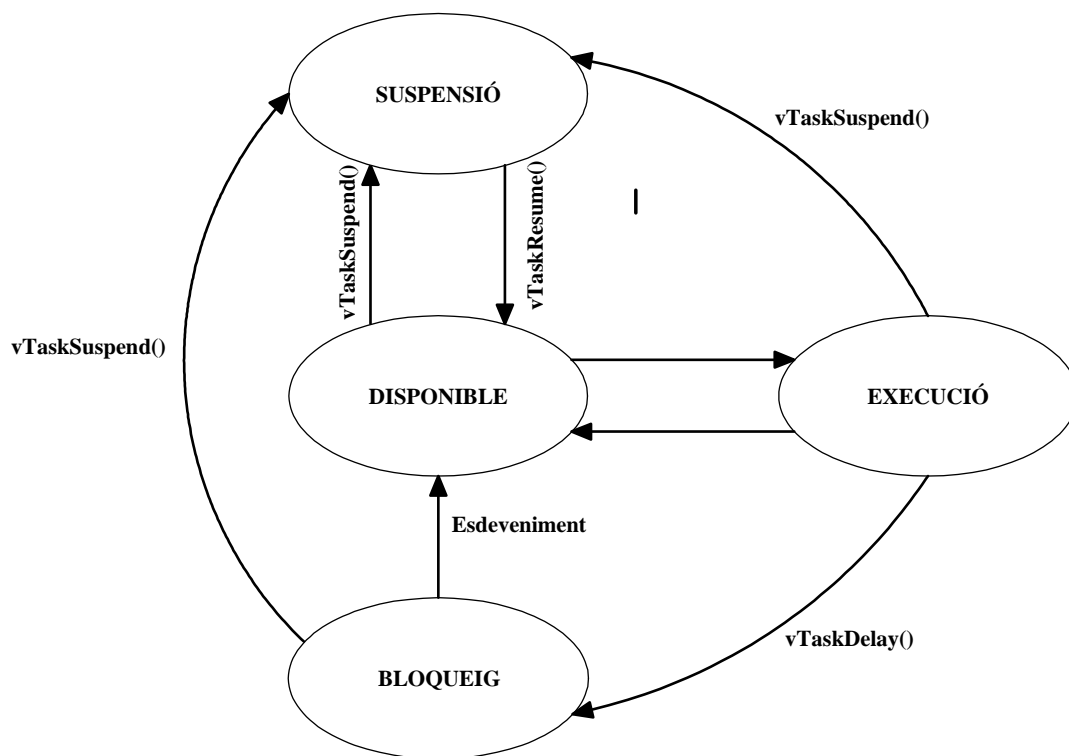 SUSPENSIÓ
vTaskSuspend()
vTaskSuspend()
vTaskResume()
vTaskSuspend()
DISPONIBLE
EXECUCIÓ
Esdeveniment
vTaskDelay()
BLOQUEIG